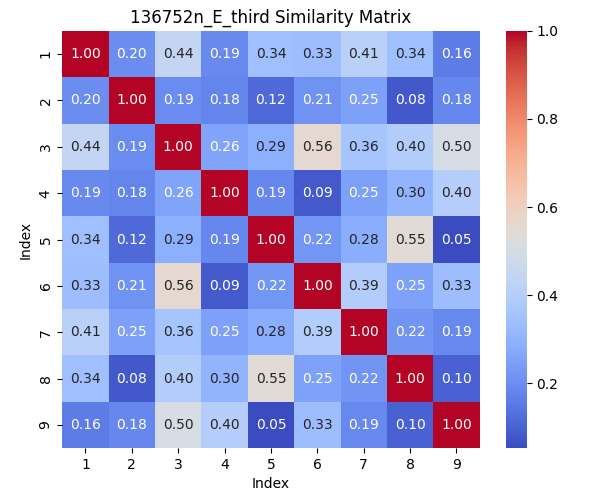 136752n_E_third Similarity Matrix
1 1.00 0.20 0.44 0.19 0.34 0.33 0.41 0.34 0.16
2 0.20 1.00 0.19 0.18 0.12 0.21 0.25 0.08 0.18
3 0.44 0.19 1.00 0.26 0.29 0.56 0.36 0.40 0.50
4 0.19 0.18 0.26 1.00 0.19 0.09 0.25 0.30 0.40
5 0.34 0.12 0.29 0.19 1.00 0.22 0.28 0.55 0.05
6 0.33 0.21 0.56 0.09 0.22 1.00 0.39 0.25 0.33
7 0.41 0.25 0.36 0.25 0.28 0.39 1.00 0.22 0.19
8 0.34 0.08 0.40 0.30 0.55 0.25 0.22 1.00 0.10
9 0.16 0.18 0.50 0.40 0.05 0.33 0.19 0.10 1.00
1 2 3 4 5 6 7 8 9
Index
Index
1.0
0.8
0.6
0.4
0.2